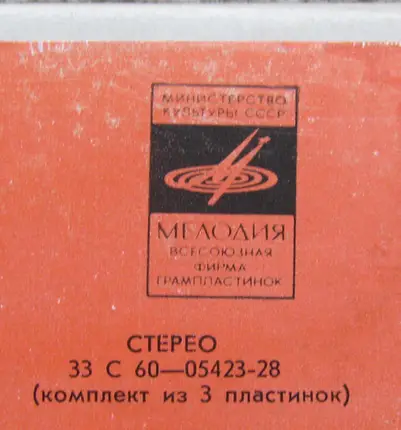 МИНИСТЕРСТВО
КУЛЬТУРЫ СССР
МЕЛОДИЯ
ВСЕСОЮЗНАЯ
ФИРМА
ГРАМПЛАСТИНОК
СТЕРЕО
33 С 60—05423-28
(комплект из 3 пластинок)